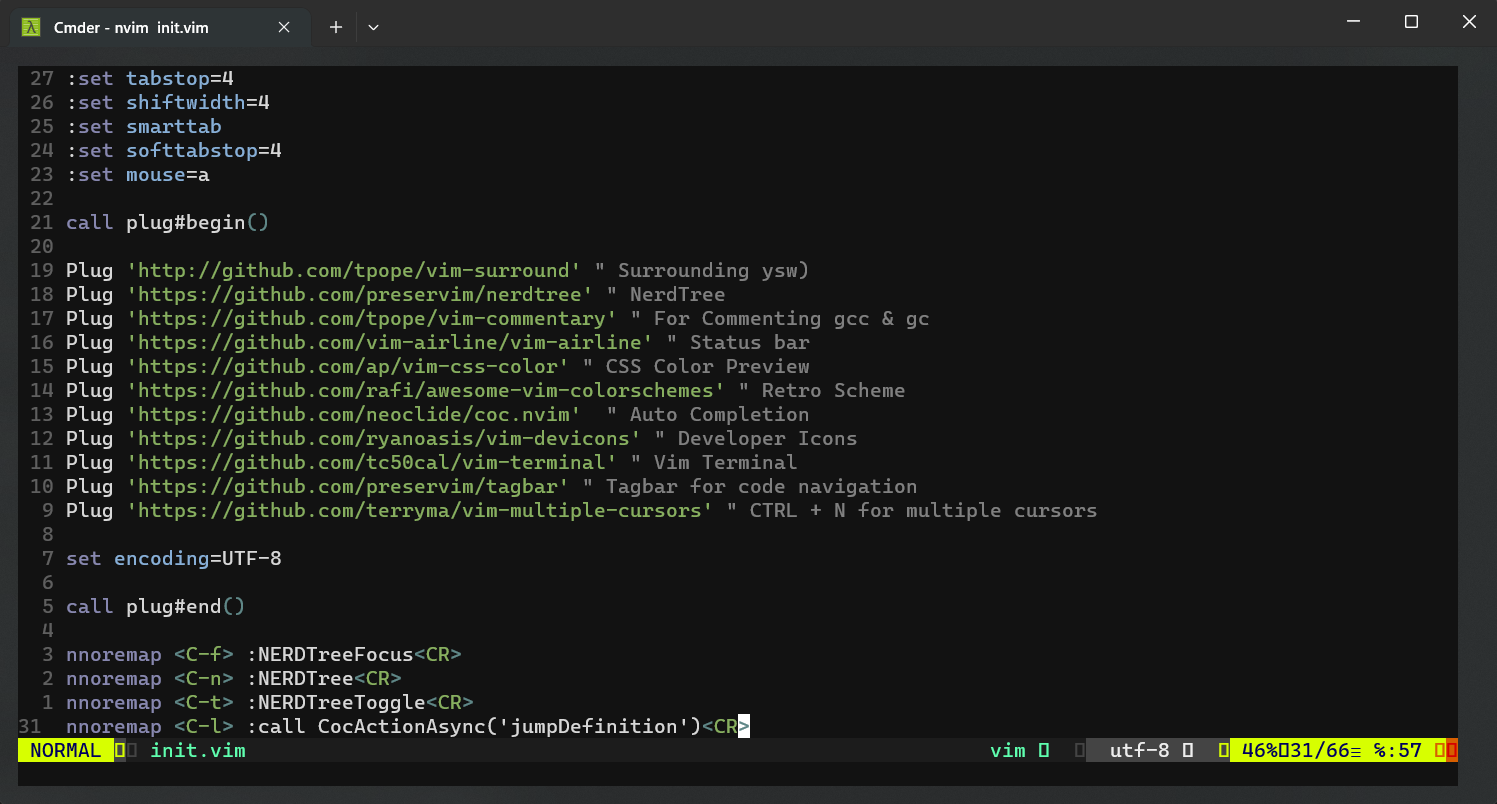 Cmder - nvim  init.vim
27 :set tabstop=4
26 :set shiftwidth=4
25 :set smarttab
24 :set softtabstop=4
23 :set mouse=a
22
21 call plug#begin()
20
19 Plug 'http://github.com/tpope/vim-surround' " Surrounding ysw)
18 Plug 'https://github.com/preservim/nerdtree' " NerdTree
17 Plug 'https://github.com/tpope/vim-commentary' " For Commenting gcc & gc
16 Plug 'https://github.com/vim-airline/vim-airline' " Status bar
15 Plug 'https://github.com/ap/vim-css-color' " CSS Color Preview
14 Plug 'https://github.com/rafi/awesome-vim-colorschemes' " Retro Scheme
13 Plug 'https://github.com/neoclide/coc.nvim'  " Auto Completion
12 Plug 'https://github.com/ryanoasis/vim-devicons' " Developer Icons
11 Plug 'https://github.com/tc50cal/vim-terminal' " Vim Terminal
10 Plug 'https://github.com/preservim/tagbar' " Tagbar for code navigation
9 Plug 'https://github.com/terryma/vim-multiple-cursors' " CTRL + N for multiple cursors
8
7 set encoding=UTF-8
6
5 call plug#end()
4
3 nnoremap <C-f> :NERDTreeFocus<CR>
2 nnoremap <C-n> :NERDTree<CR>
1 nnoremap <C-t> :NERDTreeToggle<CR>
31 nnoremap <C-l> :call CocActionAsync('jumpDefinition')<CR>
NORMAL init.vim vim utf-8 46% 31/66≡ %:57